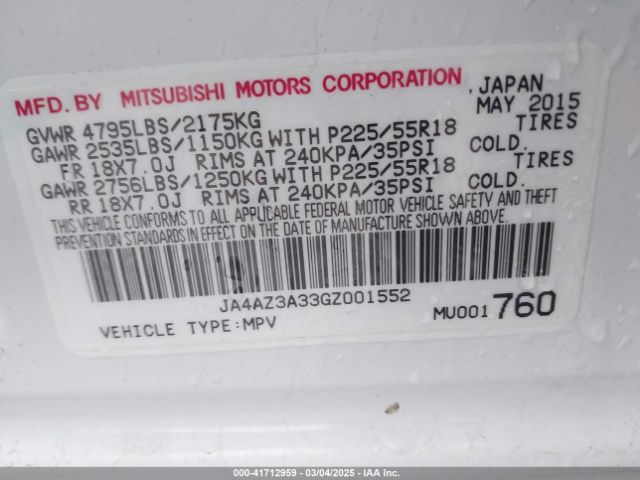 MFD. BY MITSUBISHI MOTORS CORPORATION, JAPAN
MAY 2015
GVWR 4795LBS/2175KG
GAWR 2535LBS/1150KG WITH P225/55R18 TIRES
FR 18X7.0J RIMS AT 240KPA/35PSI COLD.
GAWR 2756LBS/1250KG WITH P225/55R18 TIRES
RR 18X7.0J RIMS AT 240KPA/35PSI COLD.
THIS VEHICLE CONFORMS TO ALL APPLICABLE FEDERAL MOTOR VEHICLE SAFETY AND THEFT
PREVENTION STANDARDS IN EFFECT ON THE DATE OF MANUFACTURE SHOWN ABOVE.
JA4AZ3A33GZ001552
VEHICLE TYPE:MPV MU001760
000-41712959 — 03/04/2025 — IAA Inc.